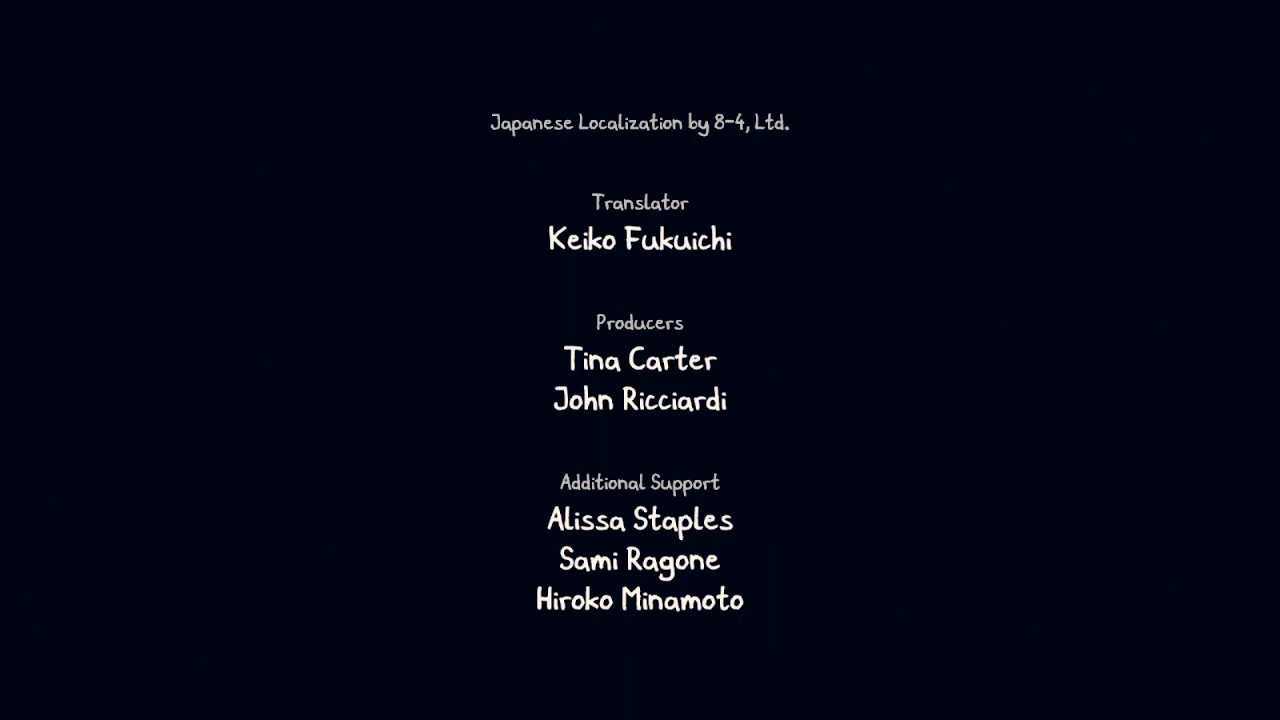 Japanese Localization by 8-4, Ltd.
Translator
Keiko Fukuichi
Producers
Tina Carter
John Ricciardi
Additional Support
Alissa Staples
Sami Ragone
Hiroko Minamoto